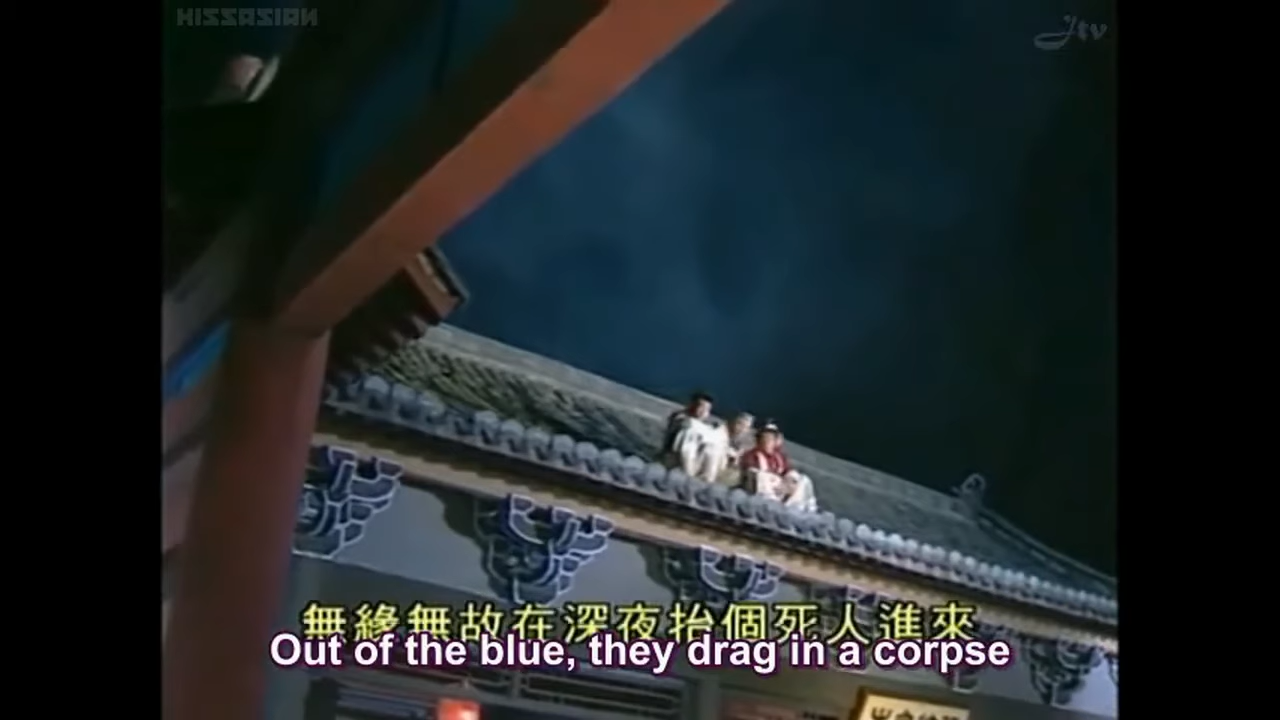 HISSASIAN
Jtv
無緣無故在深夜抬個死人進來
Out of the blue, they drag in a corpse